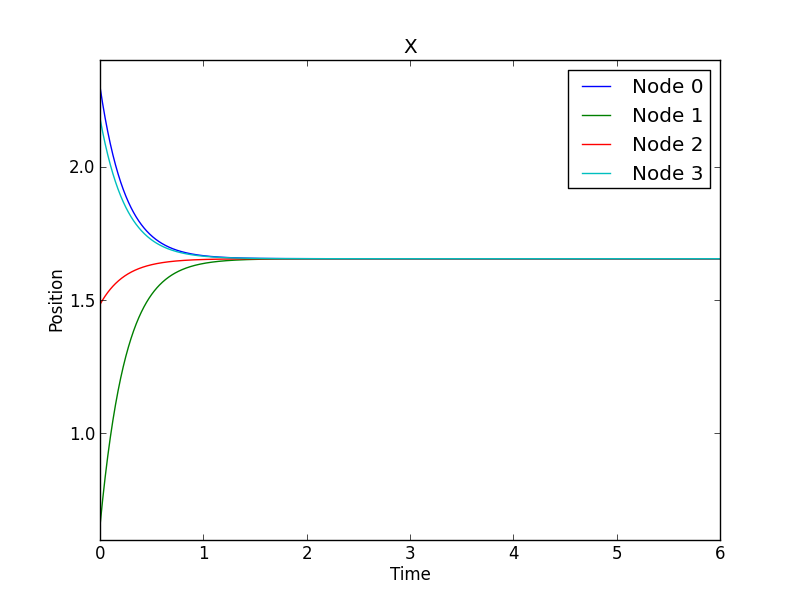 X
Node 0
Node 1
Node 2
Node 3
2.0
1.5
1.0
Position
0 1 2 3 4 5 6
Time